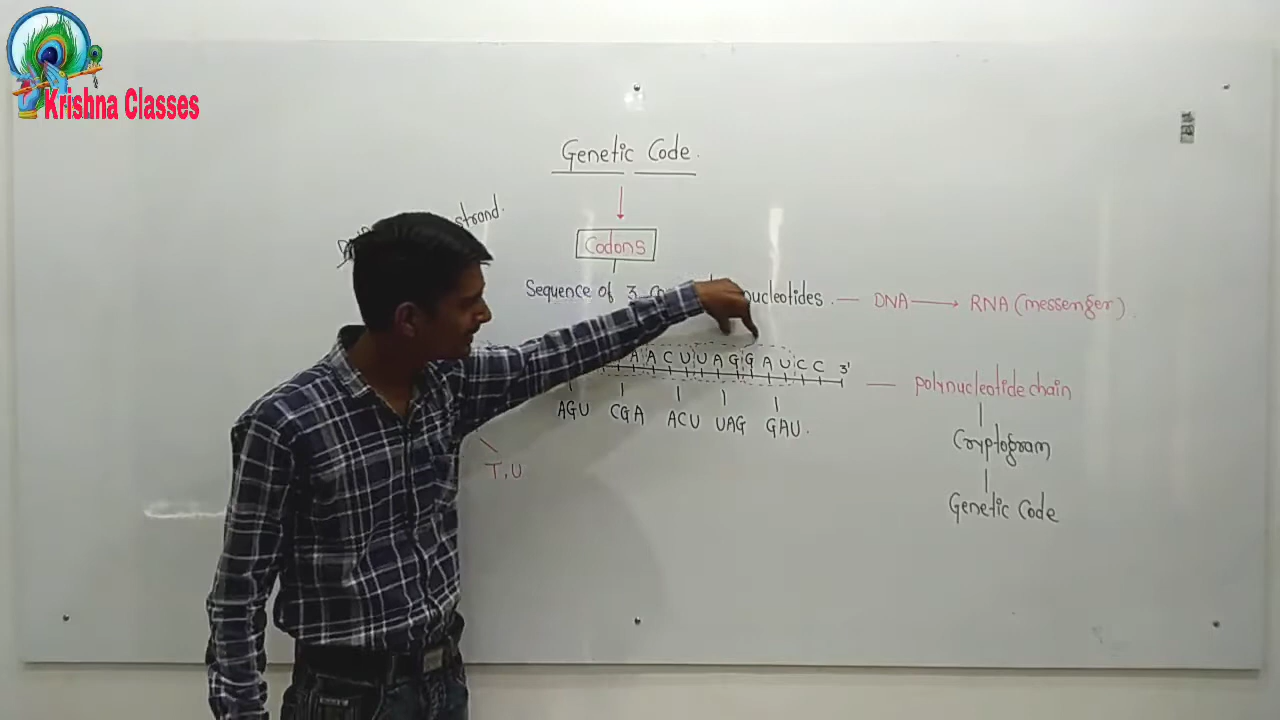 Krishna Classes
Genetic Code.
strand.
Codons
Sequence of 3 nucleotides. — DNA → RNA (messenger).
A A C U U A G G A U C C 3' — polynucleotide chain
AGU CGA ACU UAG GAU.
Cryptogram
T, U
Genetic Code